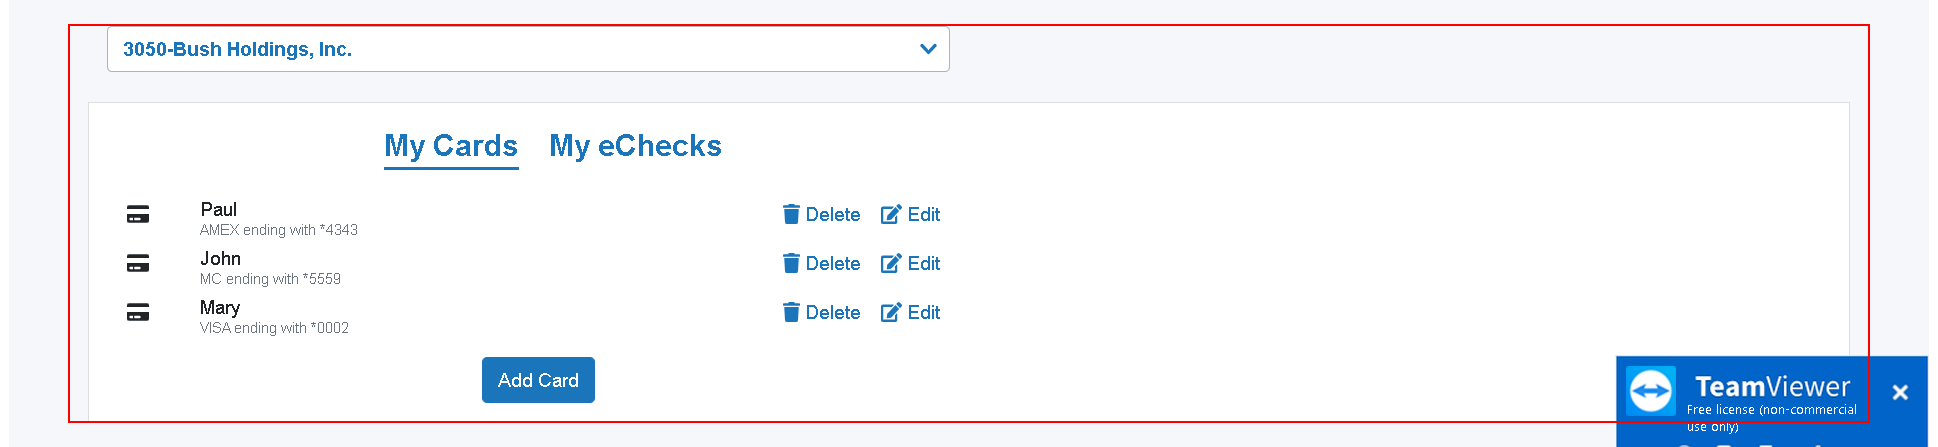 3050-Bush Holdings, Inc.
My Cards My eChecks
Paul
AMEX ending with *4343
Delete Edit
John
MC ending with *5559
Delete Edit
Mary
VISA ending with *0002
Delete Edit
Add Card
TeamViewer
Free license (non-commercial
use only)